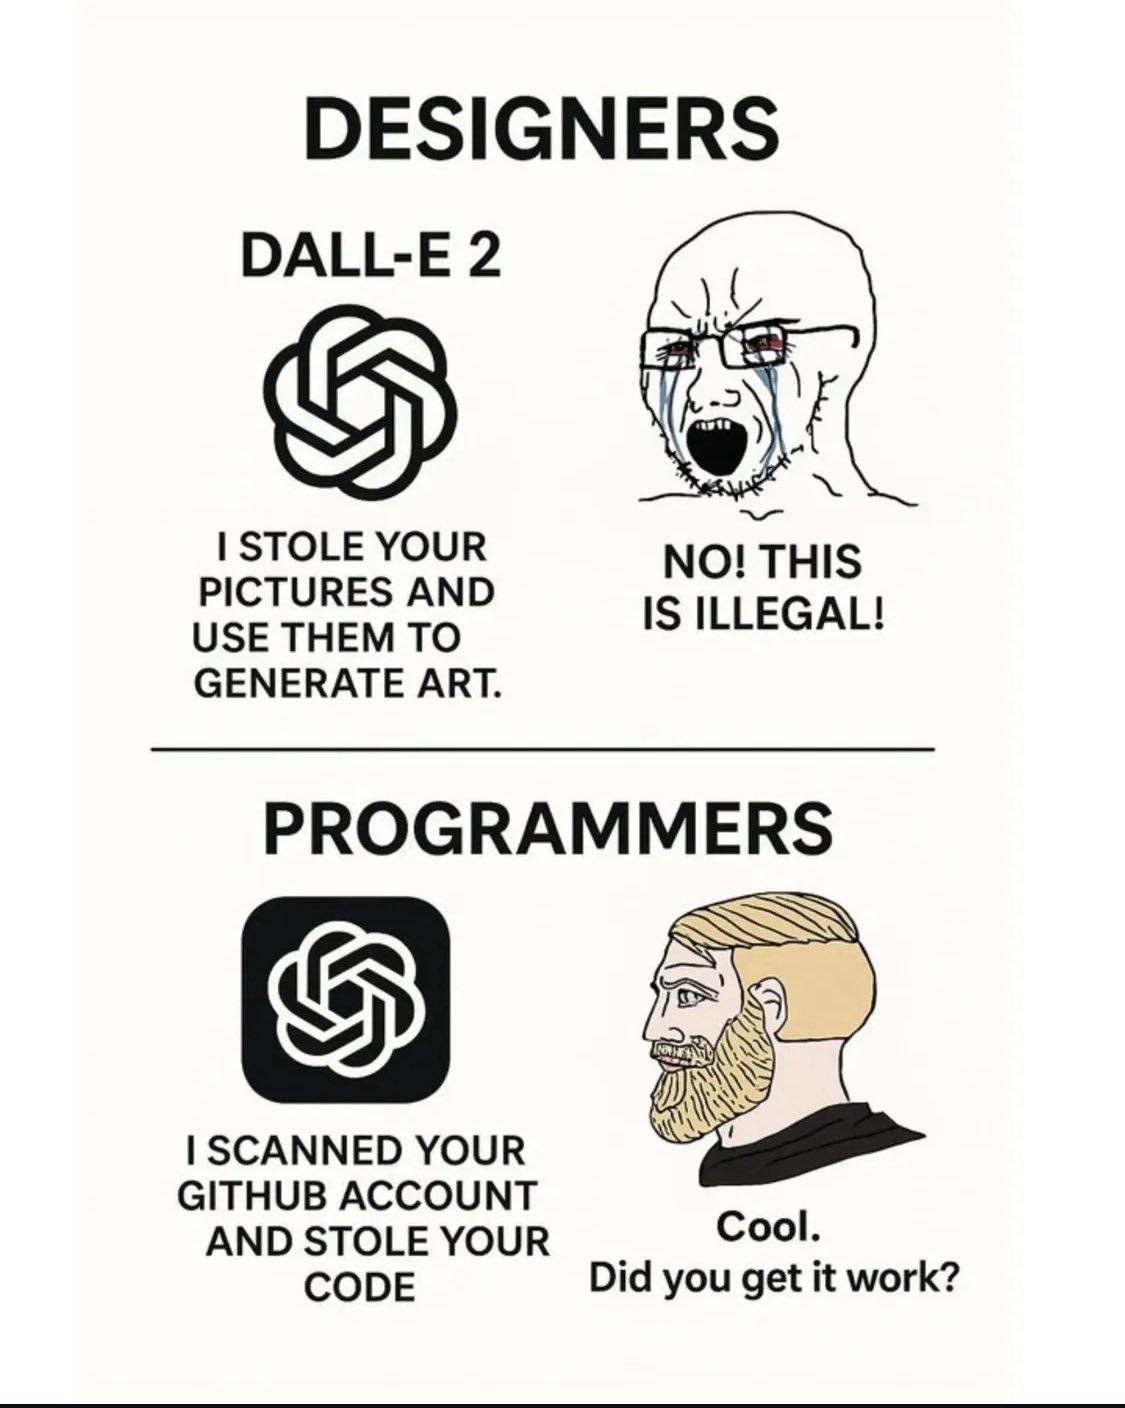 DESIGNERS
DALL-E 2
I STOLE YOUR
PICTURES AND
USE THEM TO
GENERATE ART.
NO! THIS
IS ILLEGAL!
PROGRAMMERS
I SCANNED YOUR
GITHUB ACCOUNT
AND STOLE YOUR
CODE
Cool.
Did you get it work?